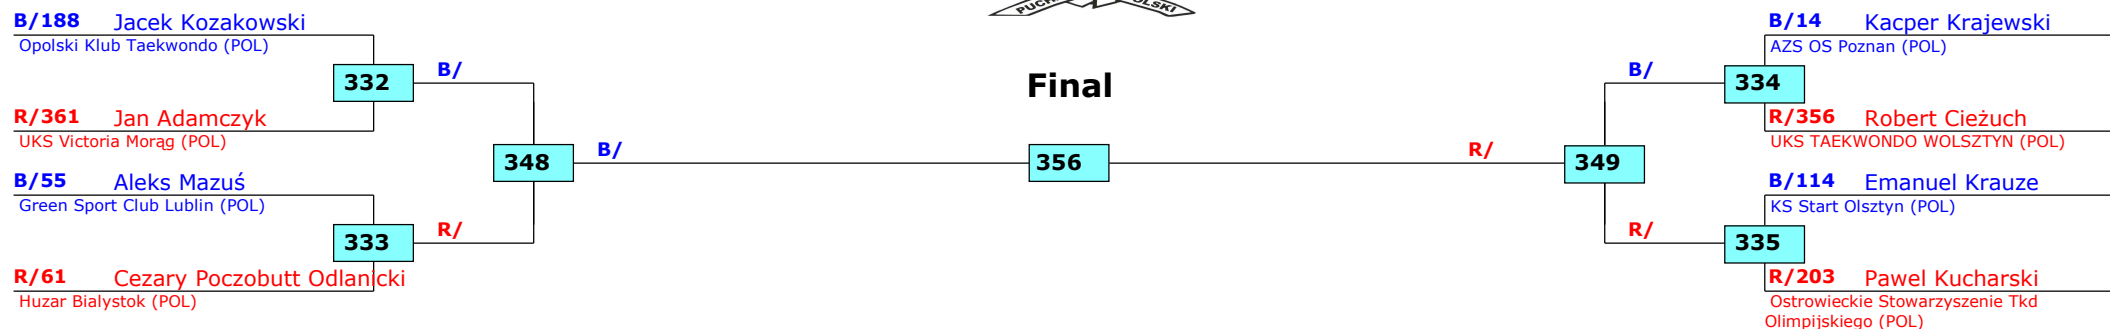 PUCH OLSKI
B/188 Jacek Kozakowski
Opolski Klub Taekwondo (POL)
332
B/
R/361 Jan Adamczyk
UKS Victoria Morąg (POL)
348
B/
B/55 Aleks Mazuś
Green Sport Club Lublin (POL)
333
R/
R/61 Cezary Poczobutt Odlanicki
Huzar Bialystok (POL)
Final
356
B/14 Kacper Krajewski
AZS OS Poznan (POL)
B/
334
R/356 Robert Cieżuch
UKS TAEKWONDO WOLSZTYN (POL)
R/
349
B/114 Emanuel Krauze
KS Start Olsztyn (POL)
R/
335
R/203 Pawel Kucharski
Ostrowieckie Stowarzyszenie Tkd
Olimpijskiego (POL)